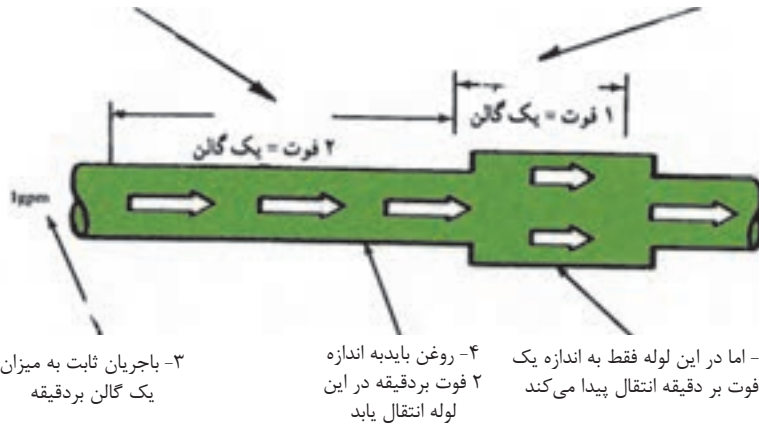 ۱ فوت = یک گالن
۲ فوت = یک گالن
1gpm
- اما در این لوله فقط به اندازه یک
فوت بر دقیقه انتقال پیدا می‌کند
۴- روغن بایدبه اندازه
۲ فوت بردقیقه در این
لوله انتقال یابد
۳- باجریان ثابت به میزان
یک گالن بردقیقه